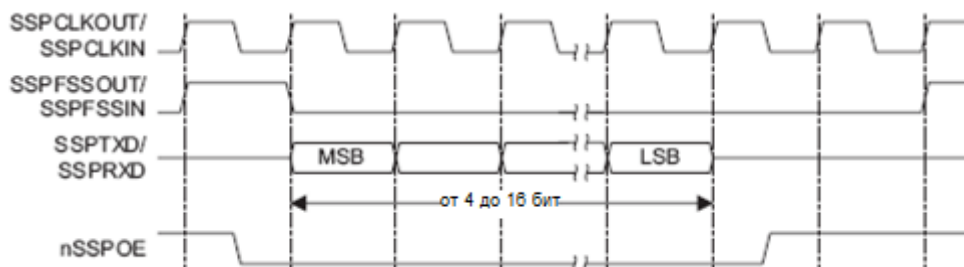 SSPCLKOUT/
SSPCLKIN
SSPFSSOUT/
SSPFSSIN
SSPTXD/
SSPRXD
MSB
LSB
от 4 до 16 бит
nSSPOE